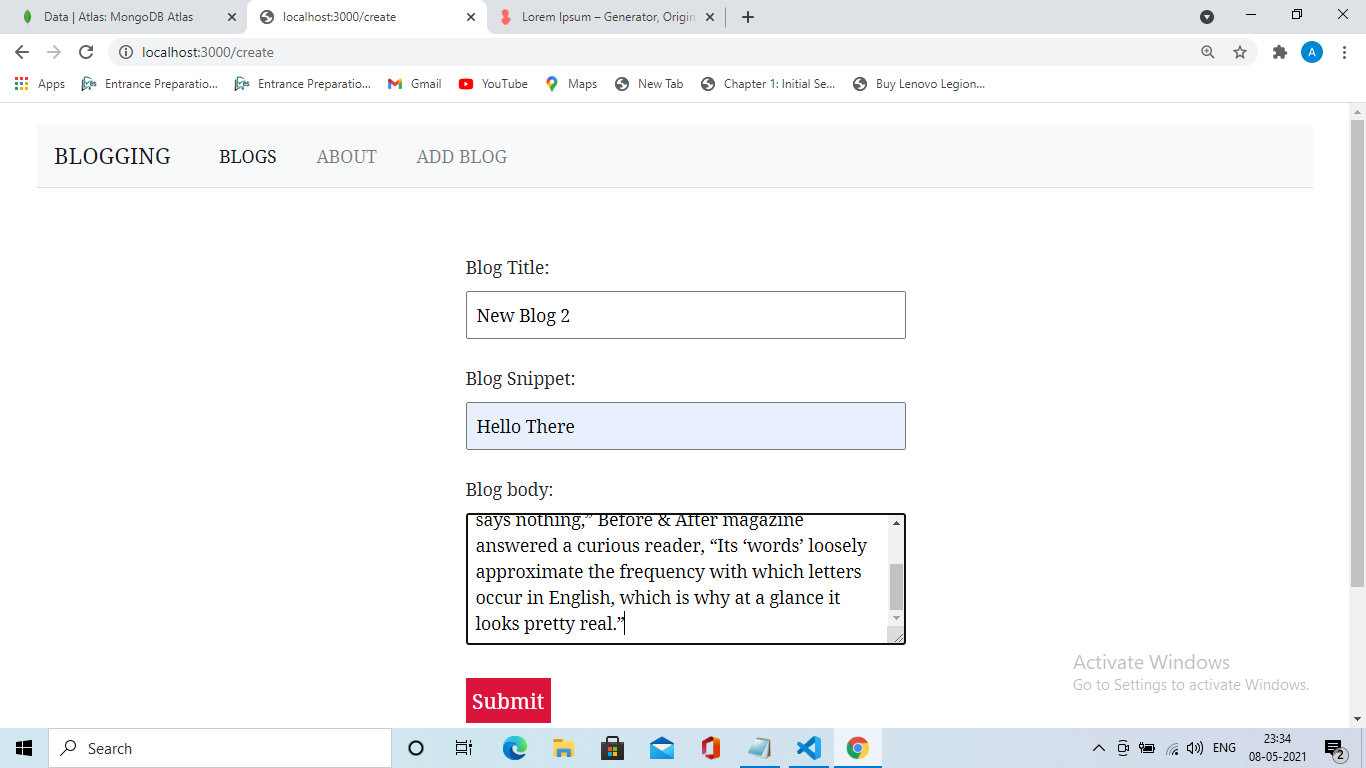 Data | Atlas: MongoDB Atlas
localhost:3000/create
Lorem Ipsum – Generator, Origin
localhost:3000/create
A
Apps
Entrance Preparatio...
Entrance Preparatio...
Gmail
YouTube
Maps
New Tab
Chapter 1: Initial Se...
Buy Lenovo Legion...
BLOGGING BLOGS ABOUT ADD BLOG
Blog Title:
New Blog 2
Blog Snippet:
Hello There
Blog body:
says nothing,” Before & After magazine
answered a curious reader, “Its ‘words’ loosely
approximate the frequency with which letters
occur in English, which is why at a glance it
looks pretty real.”
Submit
Activate Windows
Go to Settings to activate Windows.
Search
ENG
23:34
08-05-2021
2